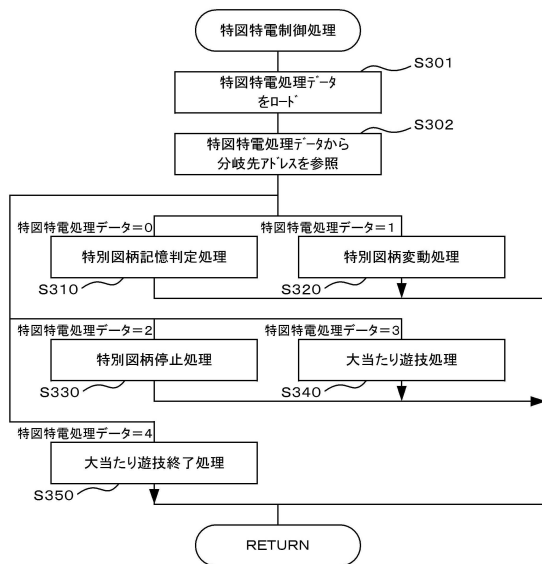 特図特電制御処理
S301
特図特電処理データ
をロード
S302
特図特電処理データから
分岐先アドレスを参照
特図特電処理データ=0
特図特電処理データ=1
特別図柄記憶判定処理
特別図柄変動処理
S310
S320
特図特電処理データ=2
特図特電処理データ=3
特別図柄停止処理
大当たり遊技処理
S330
S340
特図特電処理データ=4
大当たり遊技終了処理
S350
RETURN